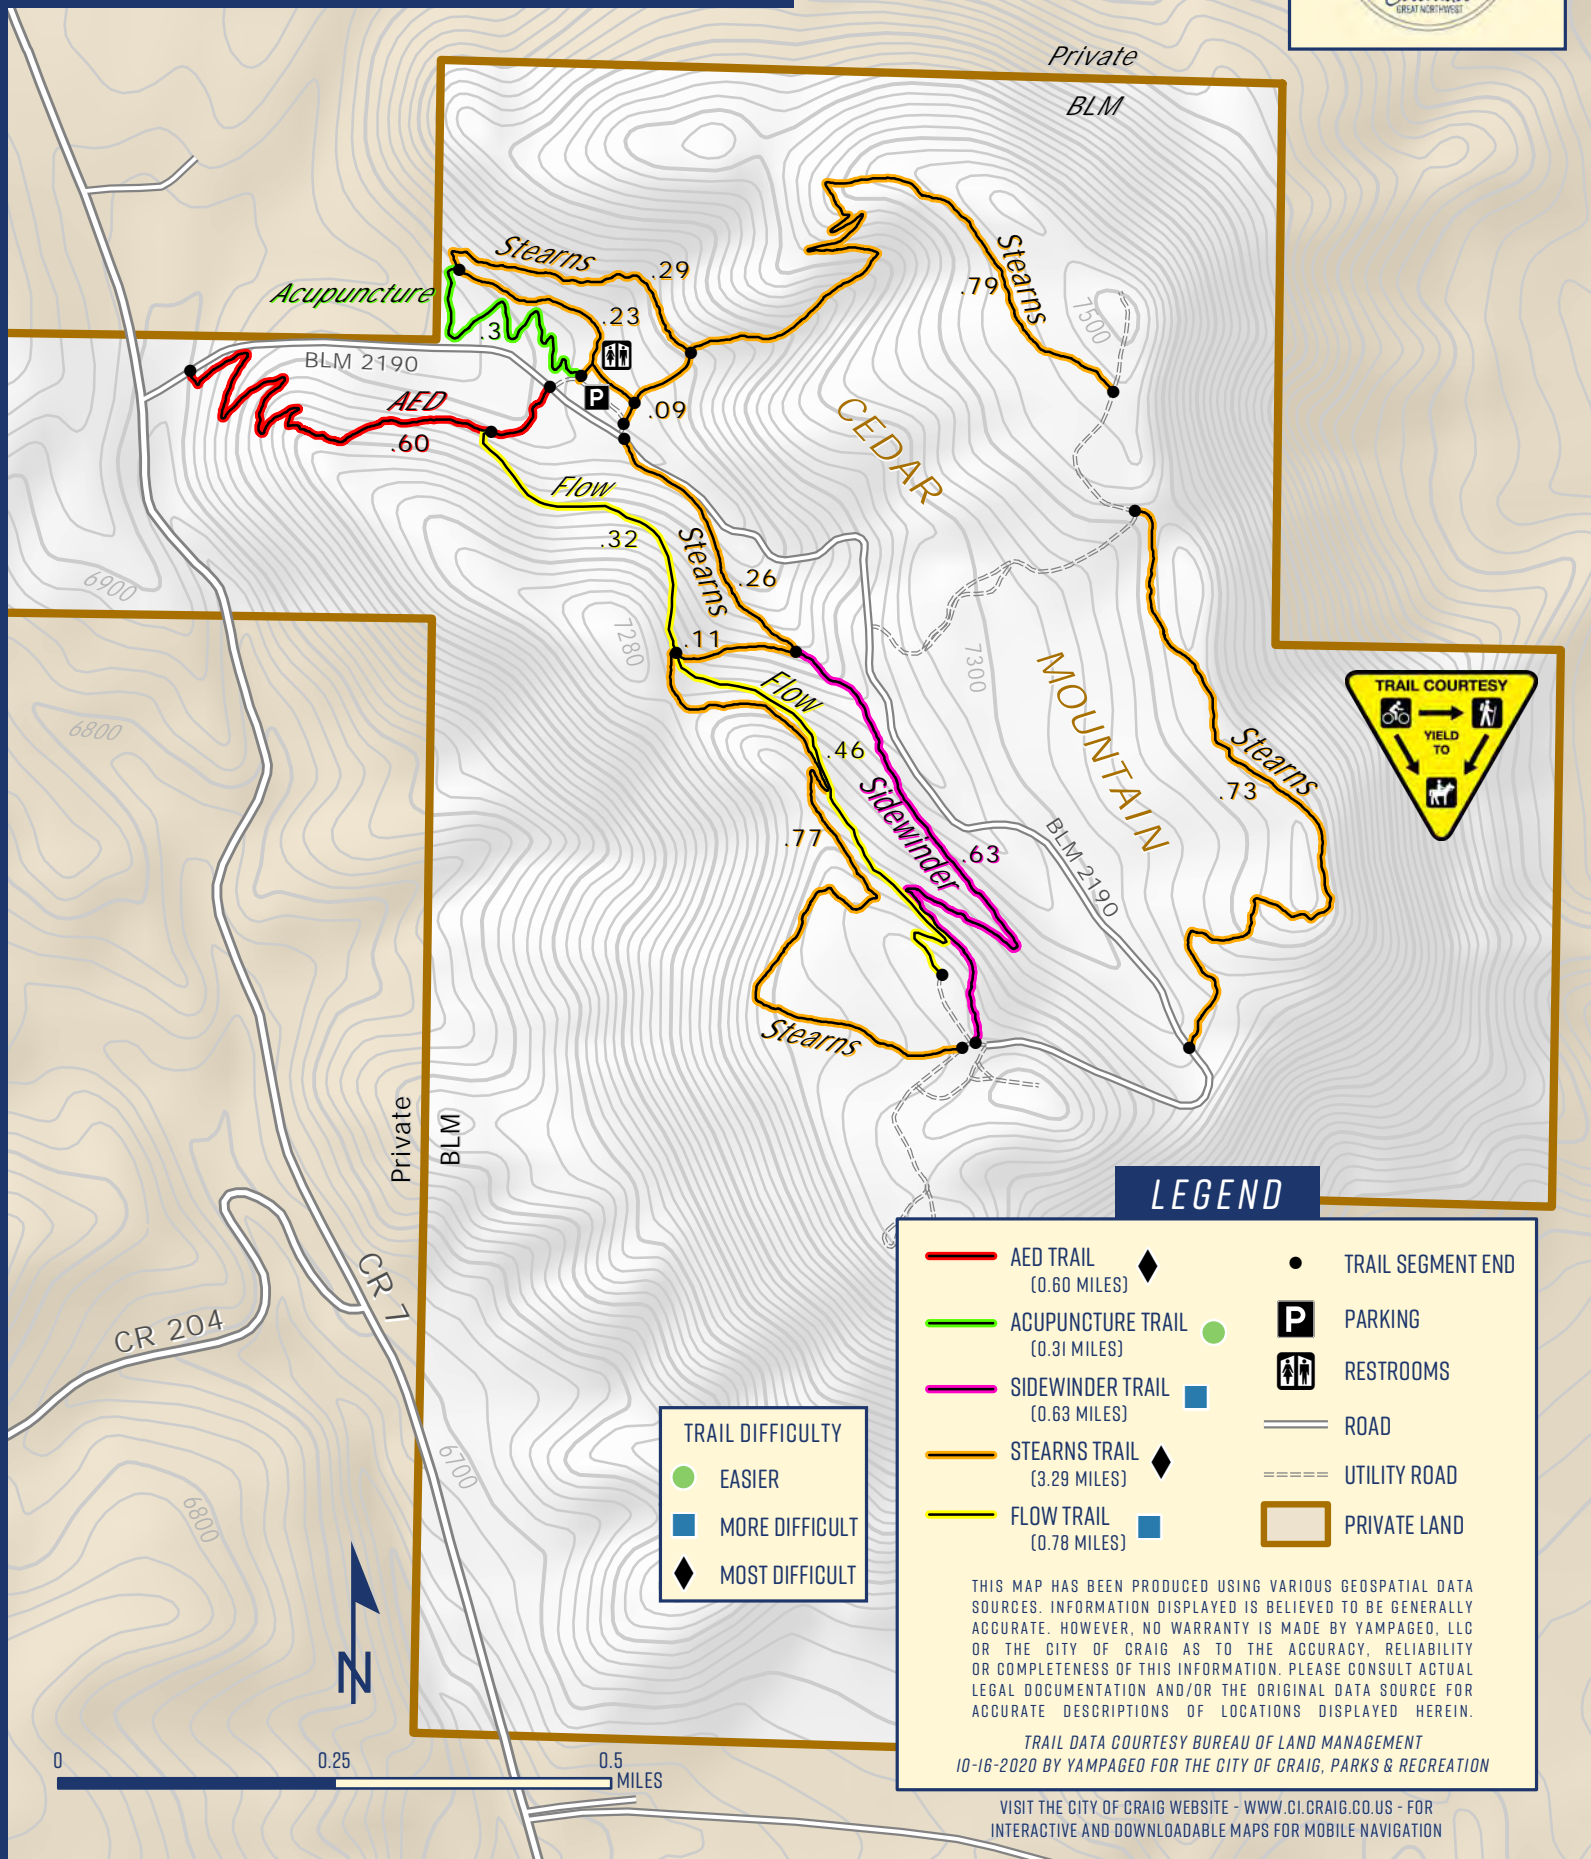 GREAT NORTHWEST
Private
BLM
Stearns
.29
Acupuncture
.3
.23
.79
Stearns
7500
BLM 2190
P
AED
.60
.09
CEDAR
Flow
.32
Stearns
.26
6900
7280
.11
7300
MOUNTAIN
Flow
.46
6800
Stearns
.73
TRAIL COURTESY
YIELD
TO
.77
Sidewinder
.63
BLM 2190
Stearns
Private
BLM
CR 7
CR 204
6700
6800
LEGEND
AED TRAIL
(0.60 MILES)
ACUPUNCTURE TRAIL
(0.31 MILES)
SIDEWINDER TRAIL
(0.63 MILES)
STEARNS TRAIL
(3.29 MILES)
FLOW TRAIL
(0.78 MILES)
TRAIL SEGMENT END
P PARKING
RESTROOMS
ROAD
UTILITY ROAD
PRIVATE LAND
TRAIL DIFFICULTY
EASIER
MORE DIFFICULT
MOST DIFFICULT
THIS MAP HAS BEEN PRODUCED USING VARIOUS GEOSPATIAL DATA
SOURCES. INFORMATION DISPLAYED IS BELIEVED TO BE GENERALLY
ACCURATE. HOWEVER, NO WARRANTY IS MADE BY YAMPAGEO, LLC
OR THE CITY OF CRAIG AS TO THE ACCURACY, RELIABILITY
OR COMPLETENESS OF THIS INFORMATION. PLEASE CONSULT ACTUAL
LEGAL DOCUMENTATION AND/OR THE ORIGINAL DATA SOURCE FOR
ACCURATE DESCRIPTIONS OF LOCATIONS DISPLAYED HEREIN.
TRAIL DATA COURTESY BUREAU OF LAND MANAGEMENT
10-16-2020 BY YAMPAGEO FOR THE CITY OF CRAIG, PARKS & RECREATION
N
0 0.25 0.5
MILES
VISIT THE CITY OF CRAIG WEBSITE - WWW.CI.CRAIG.CO.US - FOR
INTERACTIVE AND DOWNLOADABLE MAPS FOR MOBILE NAVIGATION